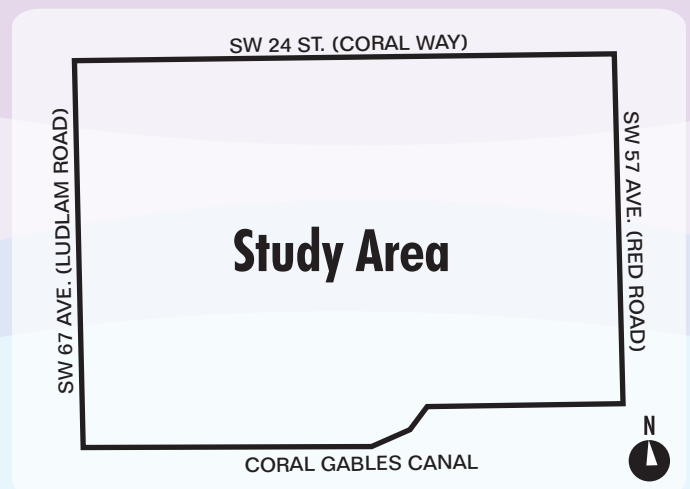 SW 24 ST. (CORAL WAY)
SW 67 AVE. (LUDLAM ROAD)
SW 57 AVE. (RED ROAD)
Study Area
N
CORAL GABLES CANAL